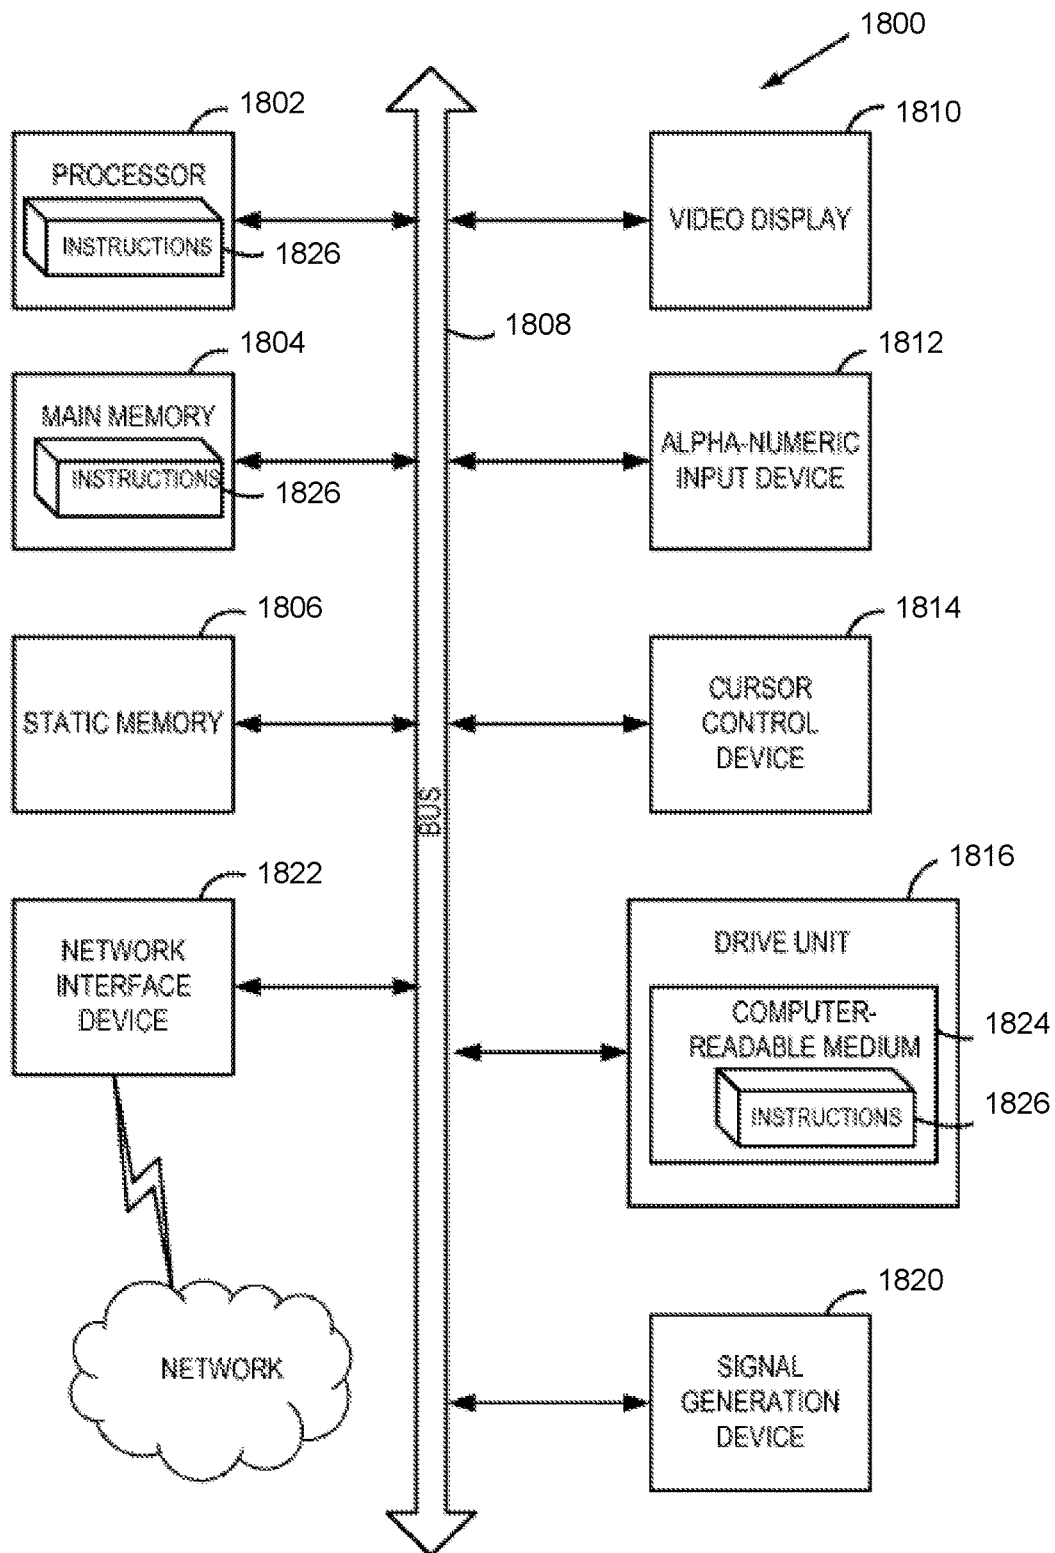 1800
1802
PROCESSOR
INSTRUCTIONS
1826
1810
VIDEO DISPLAY
1808
1804
MAIN MEMORY
INSTRUCTIONS
1826
1812
ALPHA-NUMERIC
INPUT DEVICE
1806
STATIC MEMORY
1814
CURSOR
CONTROL
DEVICE
BUS
1822
NETWORK
INTERFACE
DEVICE
1816
DRIVE UNIT
COMPUTER-
READABLE MEDIUM
1824
INSTRUCTIONS
1826
NETWORK
1820
SIGNAL
GENERATION
DEVICE